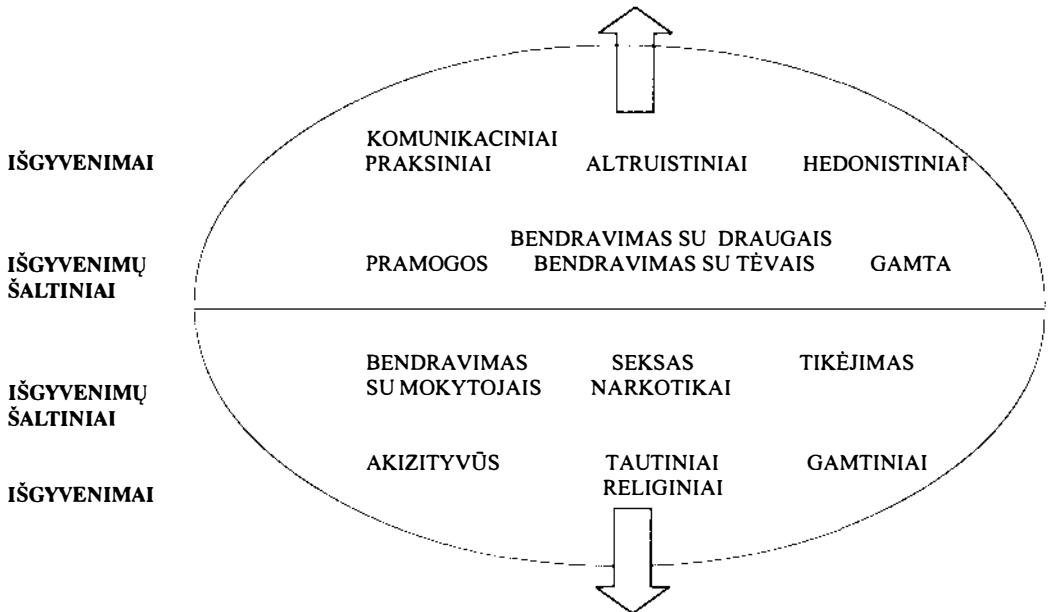 KOMUNIKACINIAI
IŠGYVENIMAI PRAKSINIAI ALTRUISTINIAI HEDONISTINIAI
BENDRAVIMAS SU DRAUGAIS
IŠGYVENIMŲ PRAMOGOS BENDRAVIMAS SU TĖVAIS GAMTA
ŠALTINIAI
BENDRAVIMAS SEKSAS TIKĖJIMAS
IŠGYVENIMŲ SU MOKYTOJAIS NARKOTIKAI
ŠALTINIAI
AKIZITYVŪS TAUTINIAI GAMTINIAI
IŠGYVENIMAI RELIGINIAI